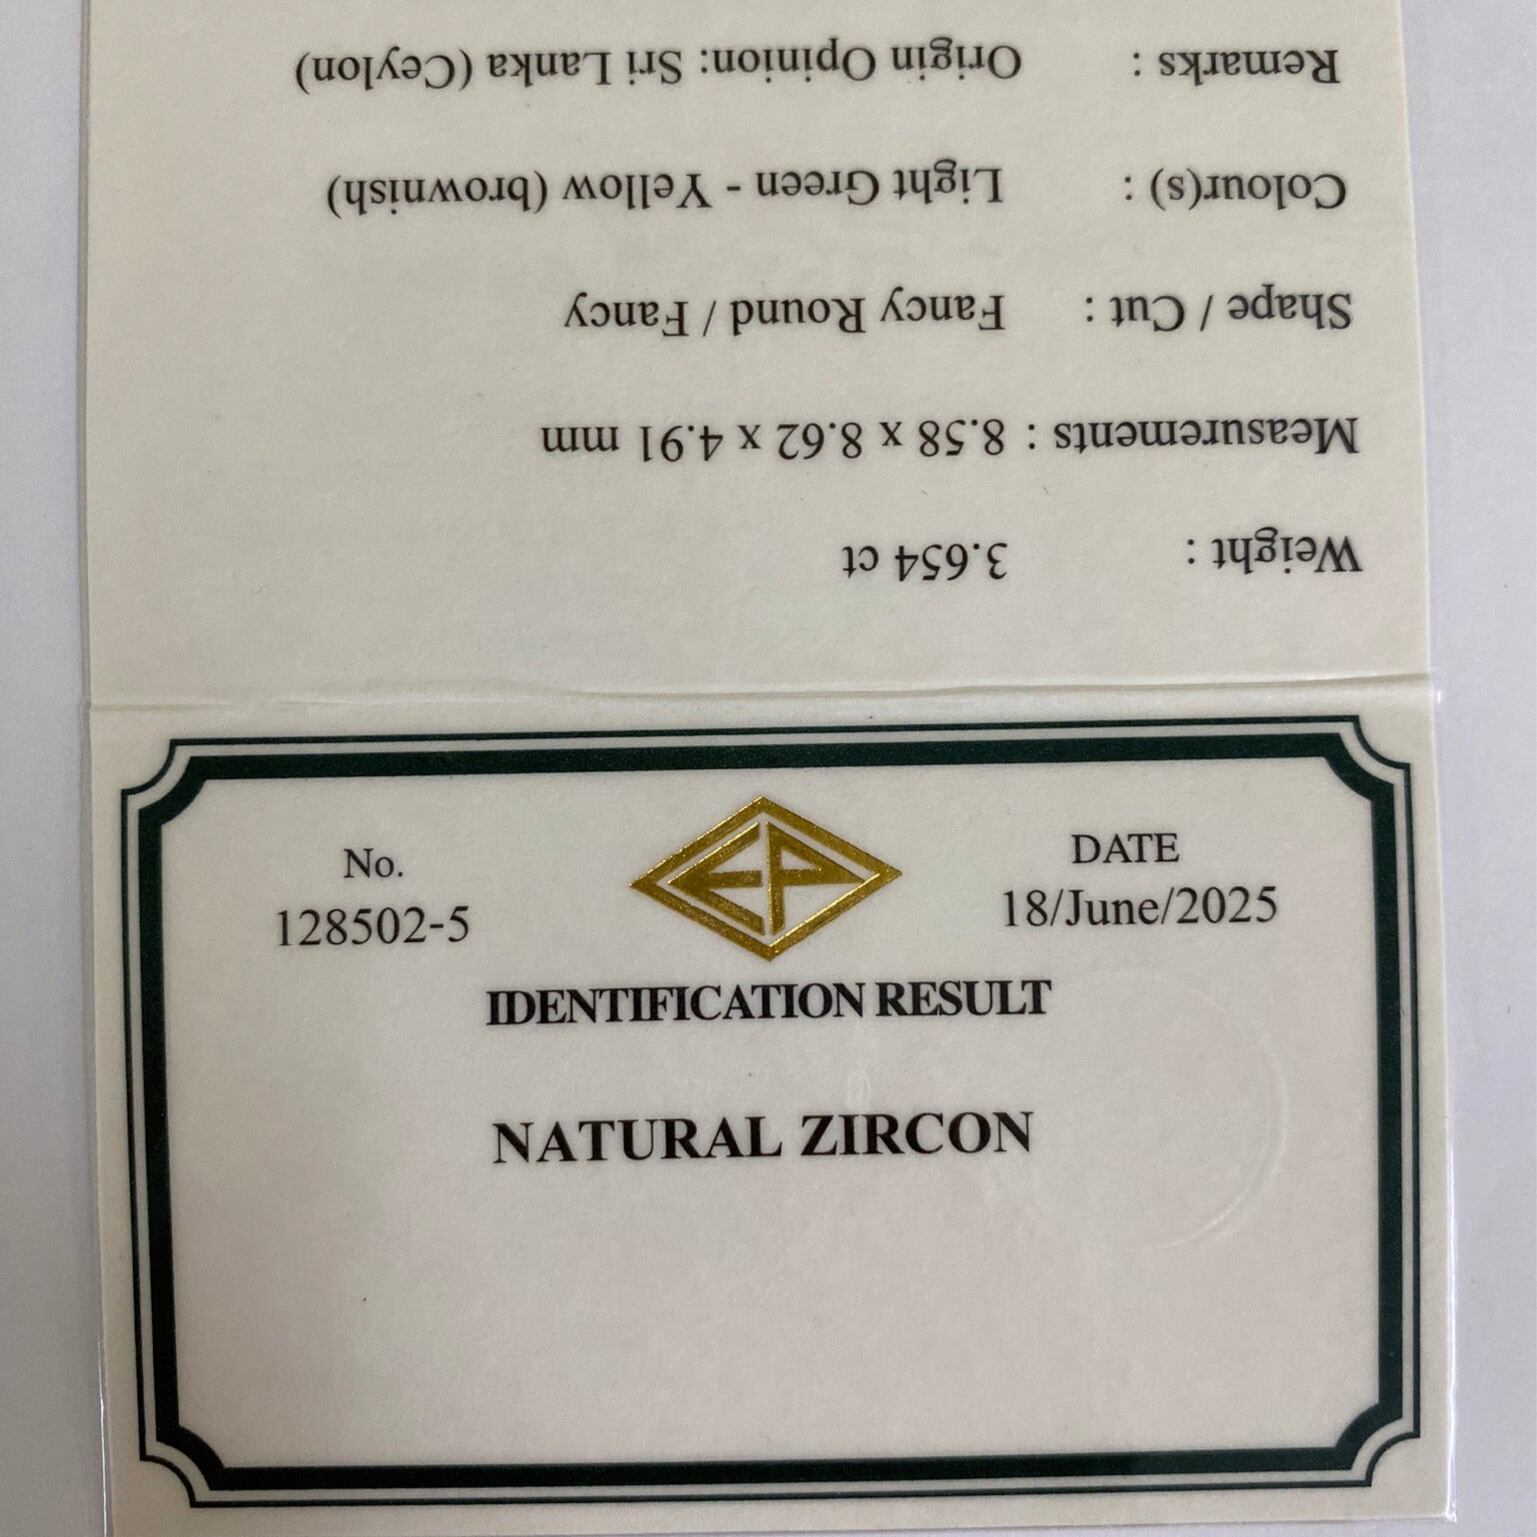 No.
128502-5
EP
DATE
18/June/2025
IDENTIFICATION RESULT
NATURAL ZIRCON
Weight : 3.654 ct
Measurements : 8.58 x 8.62 x 4.91 mm
Shape / Cut : Fancy Round / Fancy
Colour(s) : Light Green - Yellow (brownish)
Remarks : Origin Opinion: Sri Lanka (Ceylon)